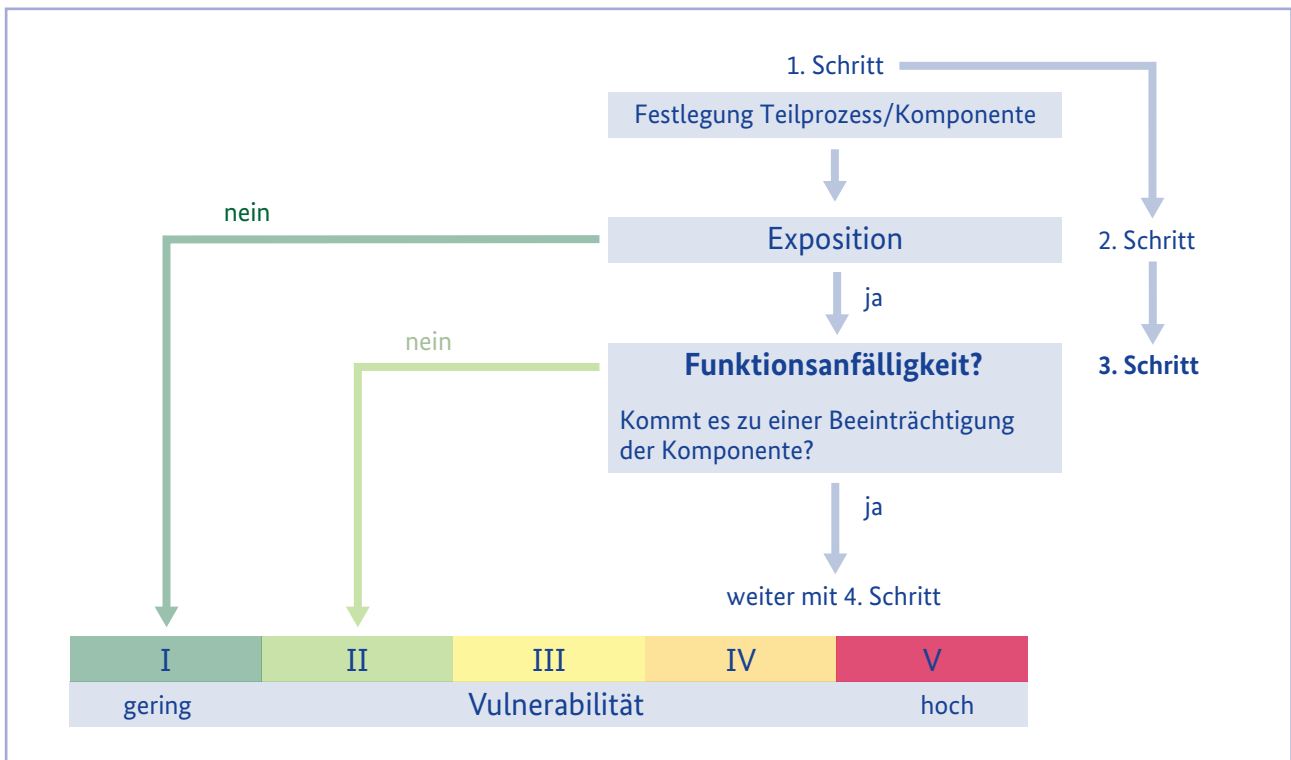 1. Schritt
Festlegung Teilprozess/Komponente
nein
Exposition
2. Schritt
ja
nein
Funktionsanfälligkeit?
3. Schritt
Kommt es zu einer Beeinträchtigung
der Komponente?
ja
weiter mit 4. Schritt
I II III IV V
gering Vulnerabilität hoch